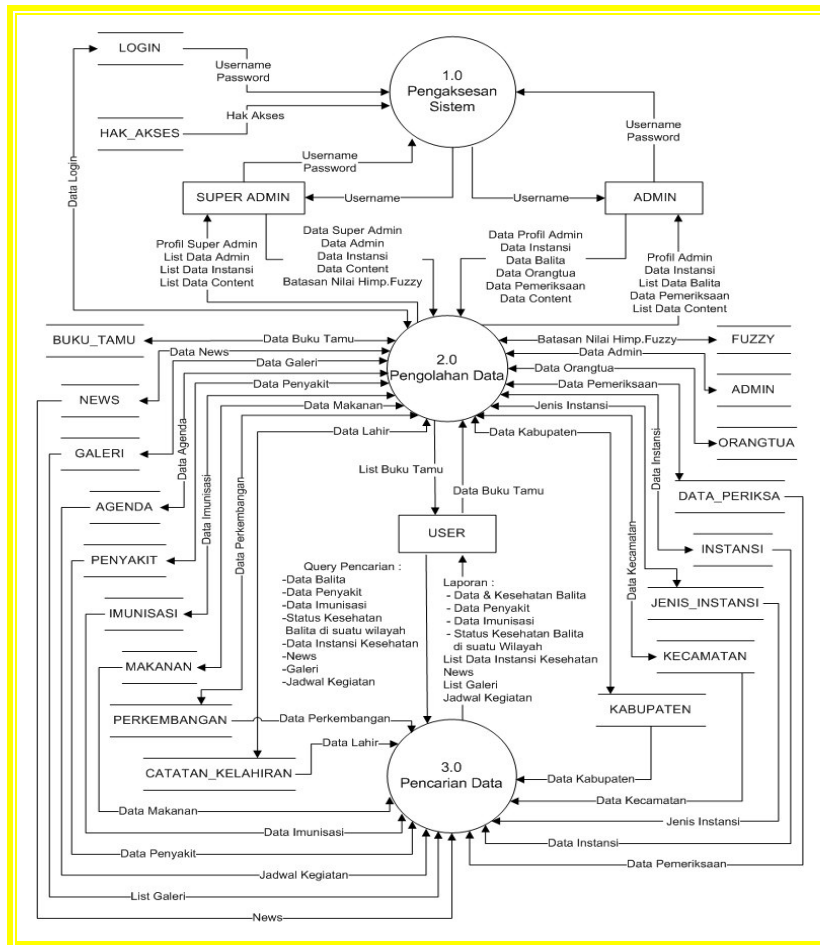 LOGIN
Username
Password
1.0
Pengaksesan
Sistem
Hak Akses
HAK_AKSES
Username
Password
Username
Password
Data Login
SUPER ADMIN
Username
Username
ADMIN
Profil Super Admin
List Data Admin
List Data Instansi
List Data Content
Data Super Admin
Data Admin
Data Instansi
Data Content
Batasan Nilai Himp.Fuzzy
Data Profil Admin
Data Instansi
Data Balita
Data Orangtua
Data Pemeriksaan
Data Content
Profil Admin
Data Instansi
List Data Balita
Data Pemeriksaan
List Data Content
BUKU_TAMU
Data Buku Tamu
2.0
Pengolahan Data
Batasan Nilai Himp.Fuzzy
FUZZY
Data News
Data Admin
Data Galeri
Data Orangtua
Data Penyakit
Data Pemeriksaan
ADMIN
NEWS
Data Makanan
Jenis Instansi
Data Lahir
Data Kabupaten
ORANGTUA
GALERI
Data Agenda
Data Imunisasi
Data Perkembangan
List Buku Tamu
Data Buku Tamu
Data Instansi
Data Kecamatan
DATA_PERIKSA
AGENDA
USER
INSTANSI
PENYAKIT
Query Pencarian :
-Data Balita
-Data Penyakit
-Data Imunisasi
-Status Kesehatan
Balita di suatu wilayah
-Data Instansi Kesehatan
-News
-Galeri
-Jadwal Kegiatan
Laporan :
- Data & Kesehatan Balita
- Data Penyakit
- Data Imunisasi
- Status Kesehatan Balita
di suatu Wilayah
List Data Instansi Kesehatan
News
List Galeri
Jadwal Kegiatan
JENIS_INSTANSI
IMUNISASI
KECAMATAN
MAKANAN
KABUPATEN
PERKEMBANGAN
Data Perkembangan
CATATAN_KELAHIRAN
Data Lahir
3.0
Pencarian Data
Data Kabupaten
Data Makanan
Data Kecamatan
Data Imunisasi
Jenis Instansi
Data Penyakit
Data Instansi
Jadwal Kegiatan
Data Pemeriksaan
List Galeri
News